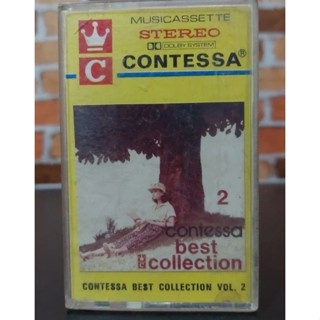 MUSICASSETTE
STEREO
DOLBY SYSTEM
C CONTESSA®
2
contessa
best
collection
CONTESSA BEST COLLECTION VOL. 2